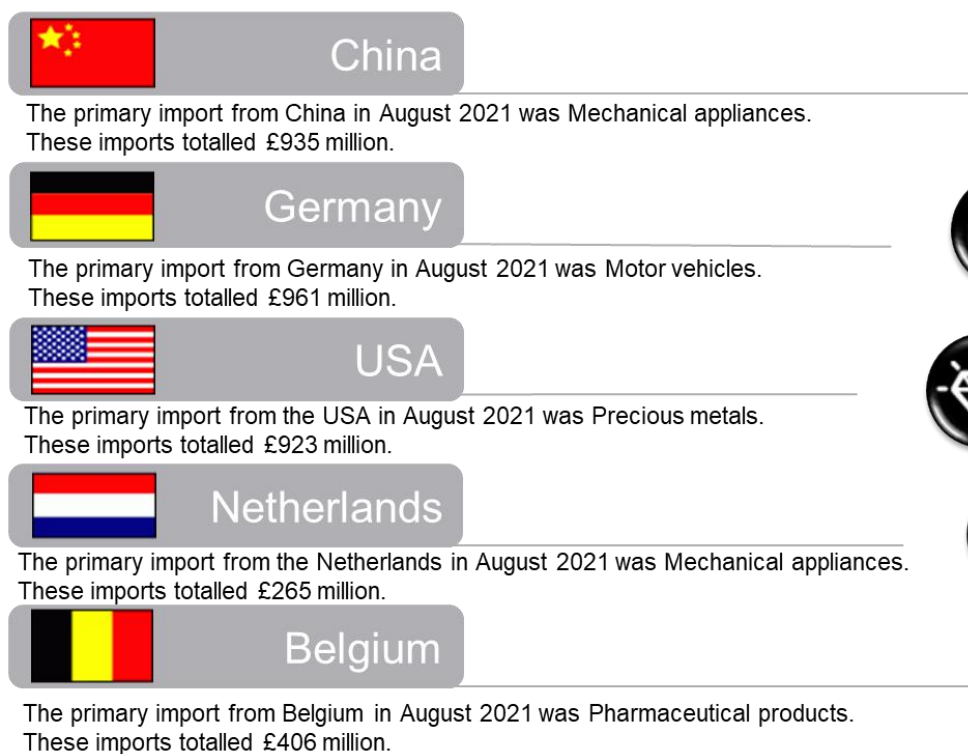 China
The primary import from China in August 2021 was Mechanical appliances.
These imports totalled £935 million.
Germany
The primary import from Germany in August 2021 was Motor vehicles.
These imports totalled £961 million.
USA
The primary import from the USA in August 2021 was Precious metals.
These imports totalled £923 million.
Netherlands
The primary import from the Netherlands in August 2021 was Mechanical appliances.
These imports totalled £265 million.
Belgium
The primary import from Belgium in August 2021 was Pharmaceutical products.
These imports totalled £406 million.